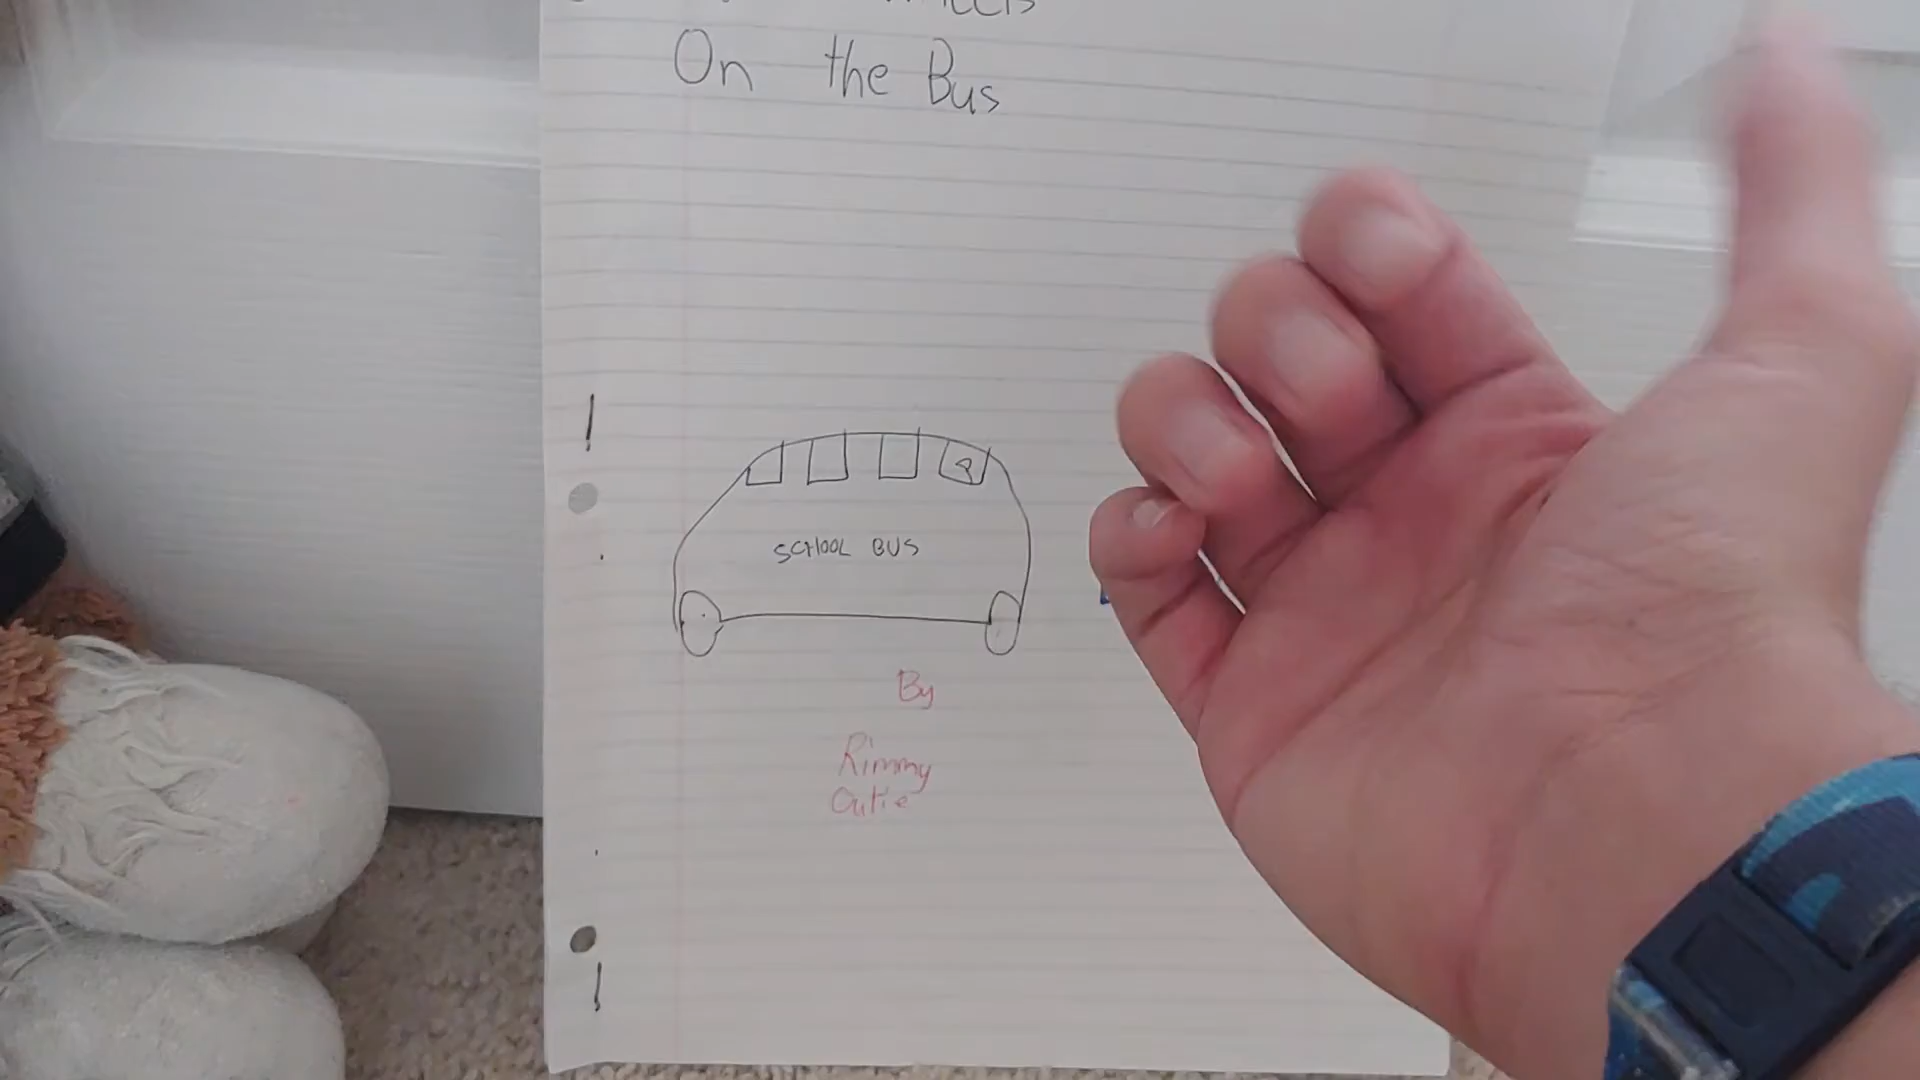 On the Bus
SCHOOL BUS
By
Rimmy
Cutie